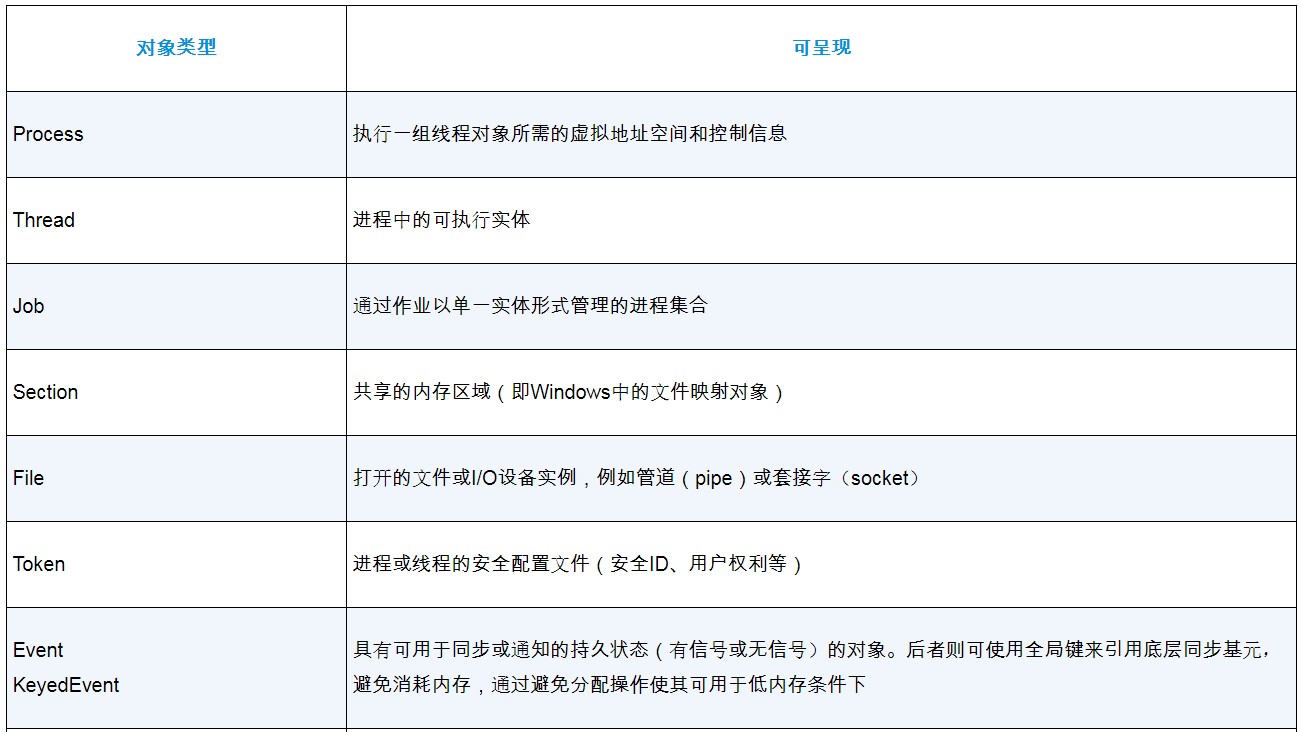 对象类型
可呈现
Process
执行一组线程对象所需的虚拟地址空间和控制信息
Thread
进程中的可执行实体
Job
通过作业以单一实体形式管理的进程集合
Section
共享的内存区域（即Windows中的文件映射对象）
File
打开的文件或I/O设备实例，例如管道（pipe）或套接字（socket）
Token
进程或线程的安全配置文件（安全ID、用户权利等）
Event
KeyedEvent
具有可用于同步或通知的持久状态（有信号或无信号）的对象。后者则可使用全局键来引用底层同步基元，
避免消耗内存，通过避免分配操作使其可用于低内存条件下